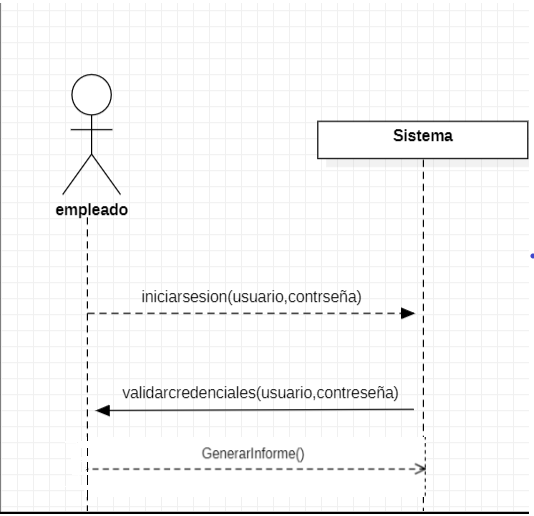 Sistema
empleado
iniciarsesion(usuario,contrseña)
validarcredenciales(usuario,contreseña)
GenerarInforme()